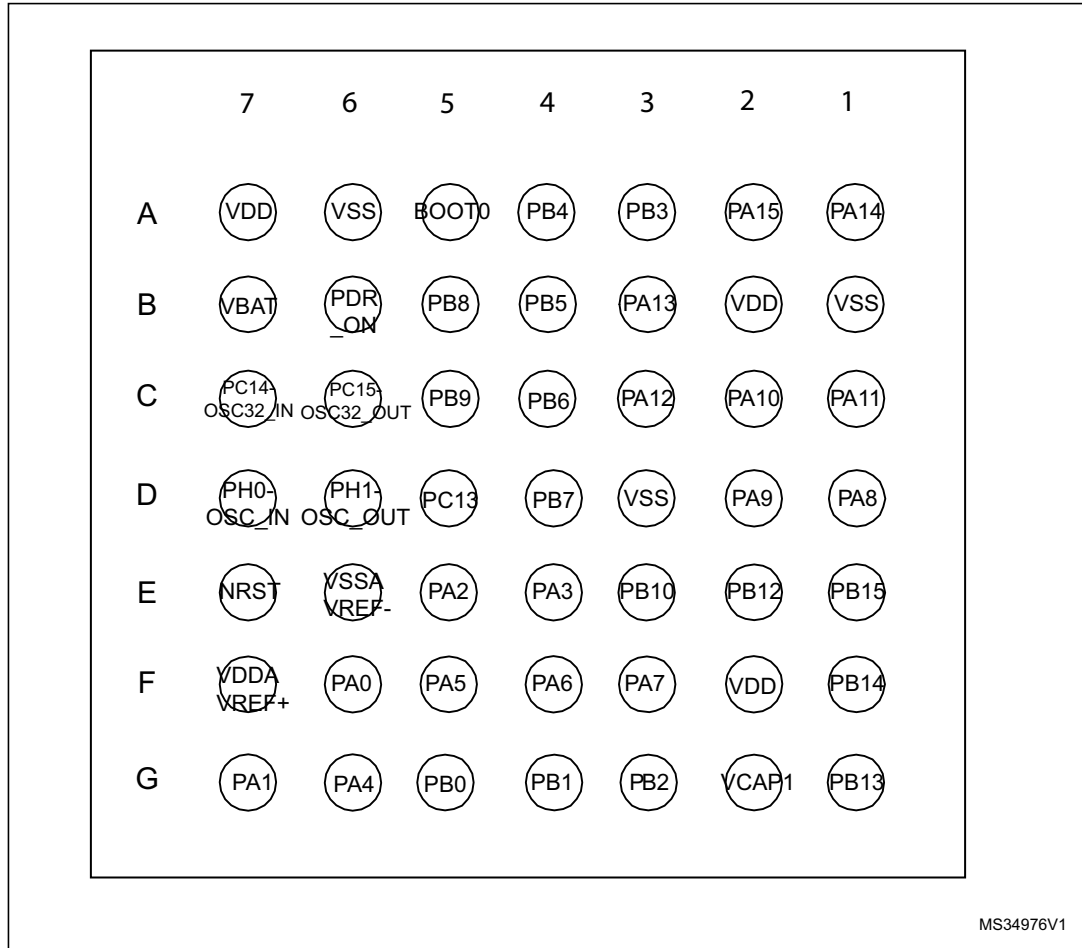 7 6 5 4 3 2 1
A VDD VSS BOOT0 PB4 PB3 PA15 PA14
B VBAT PDR _ON PB8 PB5 PA13 VDD VSS
C PC14- OSC32_IN PC15- OSC32_OUT PB9 PB6 PA12 PA10 PA11
D PH0- OSC_IN PH1- OSC_OUT PC13 PB7 VSS PA9 PA8
E NRST VSSA VREF- PA2 PA3 PB10 PB12 PB15
F VDDA VREF+ PA0 PA5 PA6 PA7 VDD PB14
G PA1 PA4 PB0 PB1 PB2 VCAP1 PB13
MS34976V1